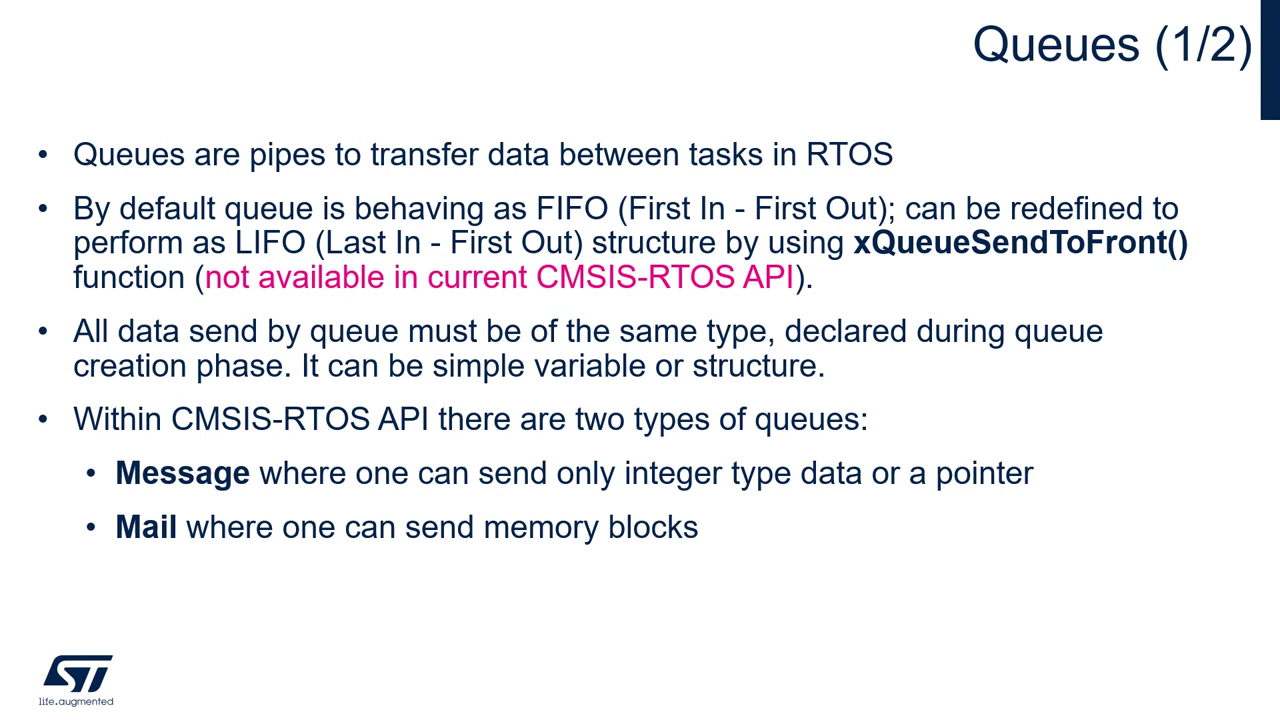 Queues (1/2)
• Queues are pipes to transfer data between tasks in RTOS
• By default queue is behaving as FIFO (First In - First Out); can be redefined to
perform as LIFO (Last In - First Out) structure by using xQueueSendToFront()
function (not available in current CMSIS-RTOS API).
• All data send by queue must be of the same type, declared during queue
creation phase. It can be simple variable or structure.
• Within CMSIS-RTOS API there are two types of queues:
• Message where one can send only integer type data or a pointer
• Mail where one can send memory blocks
ST
life.augmented